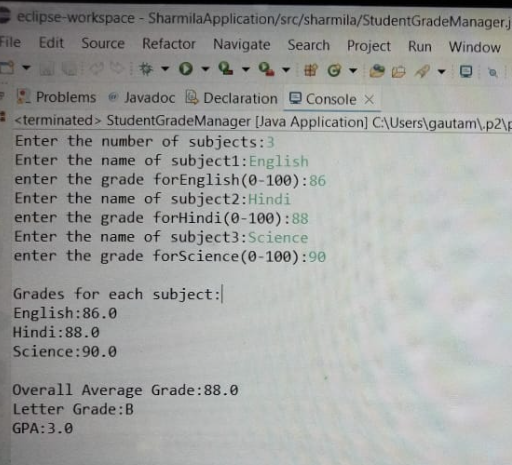 eclipse-workspace - SharmilaApplication/src/sharmila/StudentGradeManager.j
File Edit Source Refactor Navigate Search Project Run Window
Problems Javadoc Declaration Console
<terminated> StudentGradeManager [Java Application] C:\Users\gautam\.p2\p
Enter the number of subjects:3
Enter the name of subject1:English
enter the grade forEnglish(0-100):86
Enter the name of subject2:Hindi
enter the grade forHindi(0-100):88
Enter the name of subject3:Science
enter the grade forScience(0-100):90
Grades for each subject:
English:86.0
Hindi:88.0
Science:90.0
Overall Average Grade:88.0
Letter Grade:B
GPA:3.0